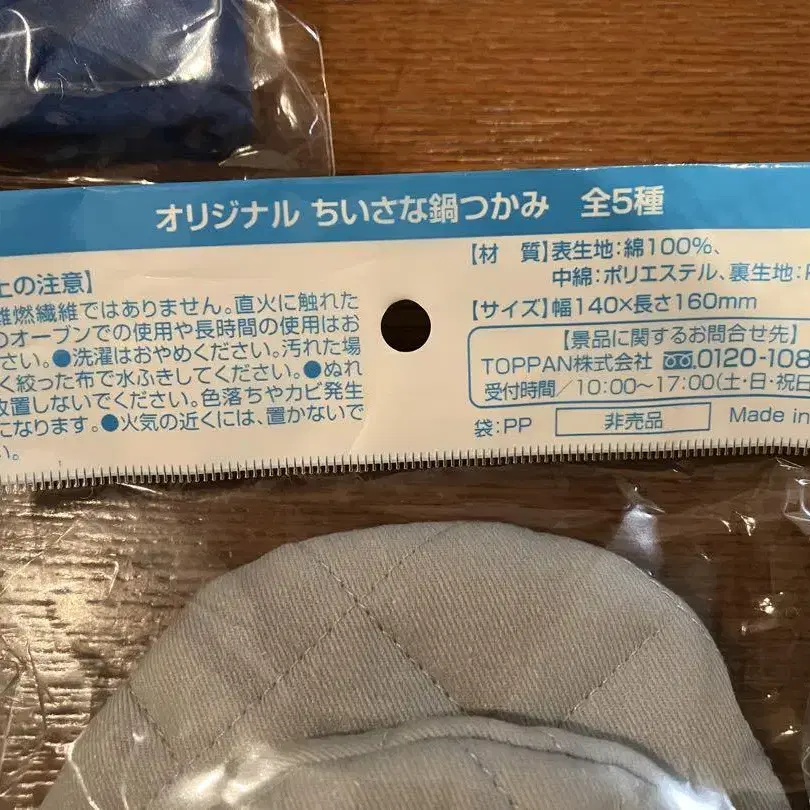 オリジナル ちいさな鍋つかみ 全5種
上の注意】
難燃繊維ではありません。直火に触れた
のオーブンでの使用や長時間の使用はお
さい。●洗濯はおやめください。汚れた場
く絞った布で水ふきしてください。●ぬれ
放置しないでください。色落ちやカビ発生
になります。●火気の近くには、置かないで
い。
【材 質】表生地:綿100%、
中綿:ポリエステル、裏生地:
【サイズ】幅140×長さ160mm
【景品に関するお問合せ先】
TOPPAN株式会社 0120-108
受付時間/10:00~17:00(土・日・祝日
袋:PP 非売品 Made in